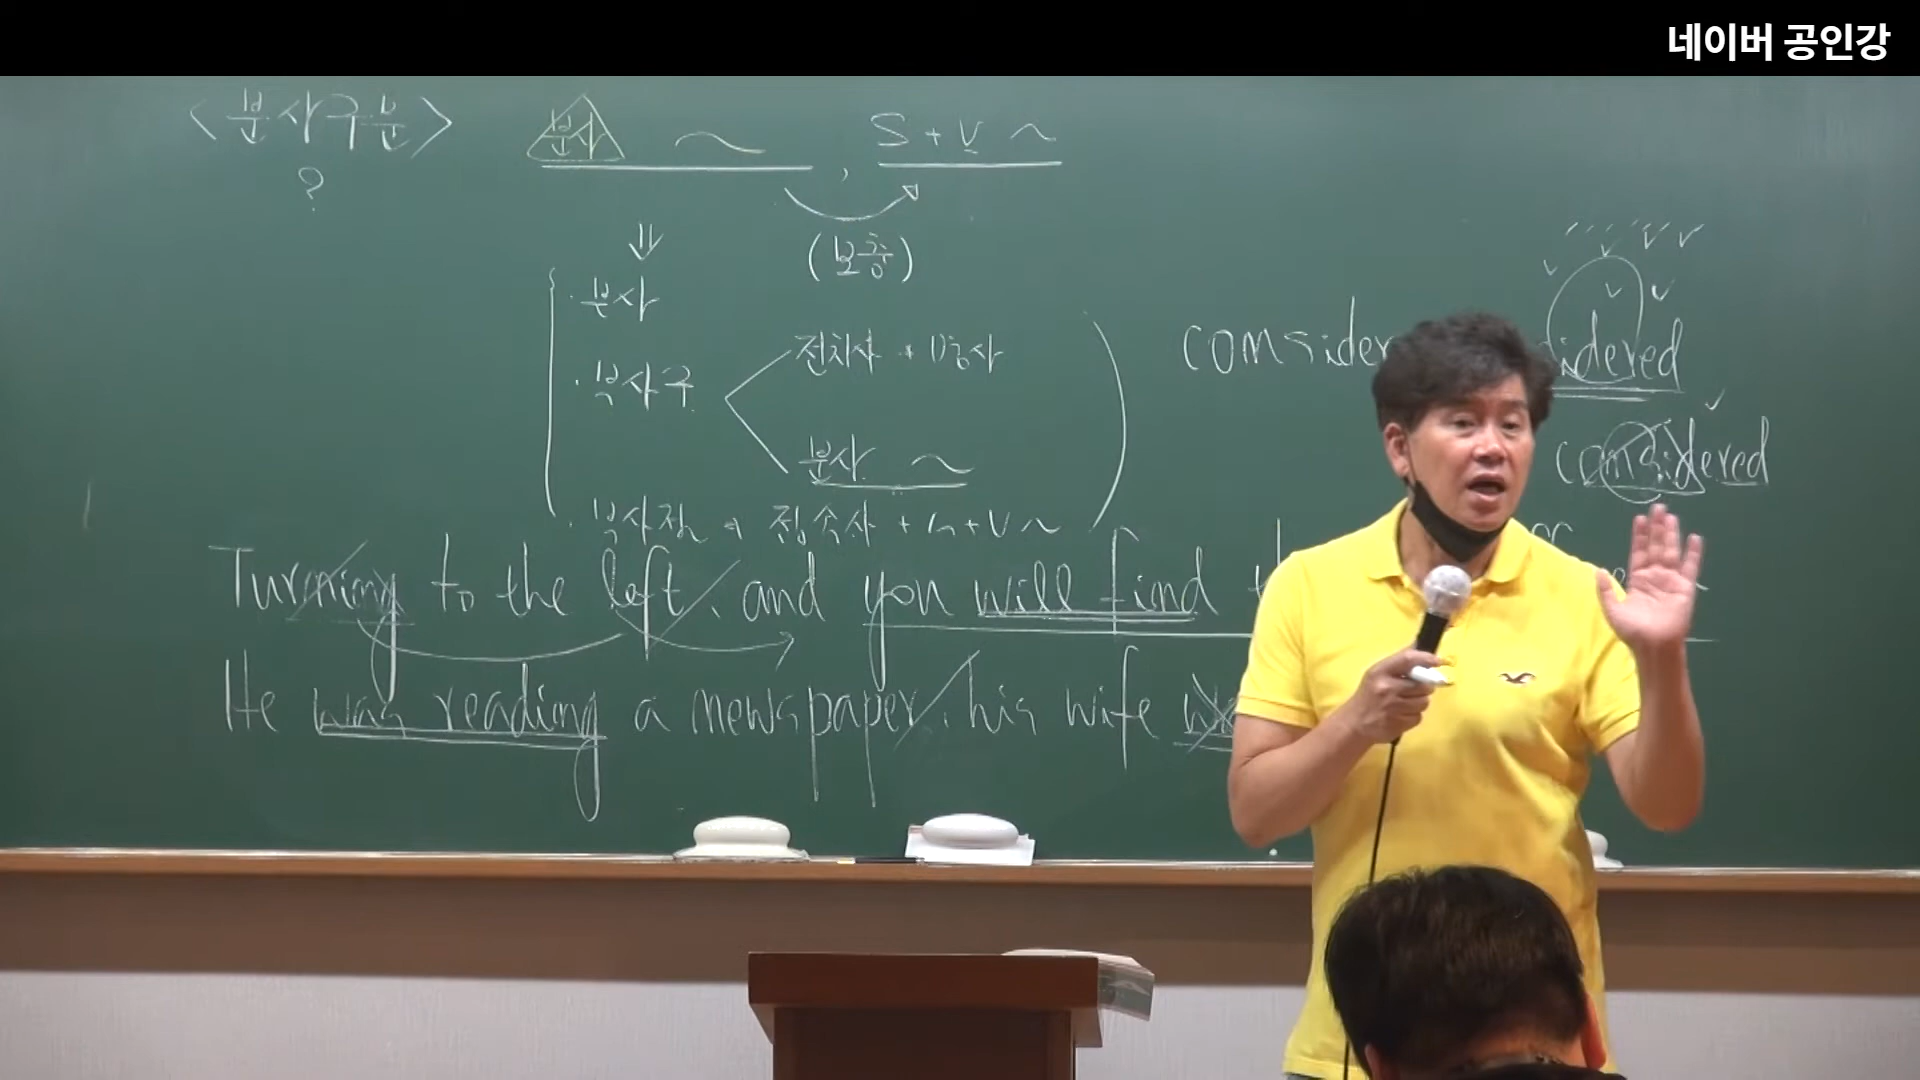 네이버 공인강
<분사구문> 분사 ~ , S + V ~
?
(보충)
· 분사
· 부사구 전치사 + 명사
분사 ~
· 부사절 → 접속사 + S + V ~
consider
considered
Turning to the left, and you will find
He was reading a newspaper, his wife